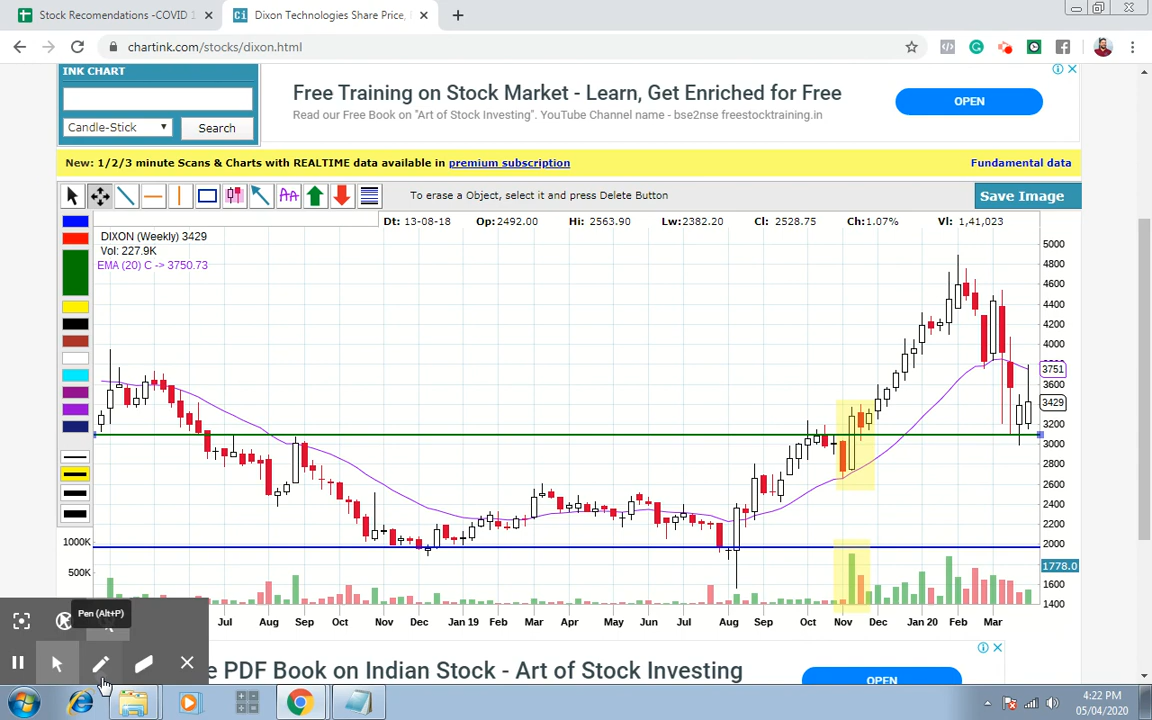 Stock Recomendations -COVID 1
Dixon Technologies Share Price,
chartink.com/stocks/dixon.html
INK CHART
Candle-Stick
Search
Free Training on Stock Market - Learn, Get Enriched for Free
Read our Free Book on "Art of Stock Investing". YouTube Channel name - bse2nse freestocktraining.in
OPEN
New: 1/2/3 minute Scans & Charts with REALTIME data available in premium subscription
Fundamental data
To erase a Object, select it and press Delete Button
Save Image
Dt: 13-08-18 Op:2492.00 Hi: 2563.90 Lw:2382.20 Cl: 2528.75 Ch:1.07% Vl: 1,41,023
DIXON (Weekly) 3429
Vol: 227.9K
EMA (20) C -> 3750.73
5000
4800
4600
4400
4200
4000
3751
3600
3429
3200
3000
2800
2600
2400
2200
2000
1778.0
1600
1400
1000K
500K
Jul Aug Sep Oct Nov Dec Jan 19 Feb Mar Apr May Jun Jul Aug Oct Nov Dec Jan 20 Feb Mar
Pen (Alt+P)
e PDF Book on Indian Stock - Art of Stock Investing
OPEN
4:22 PM
05/04/2020